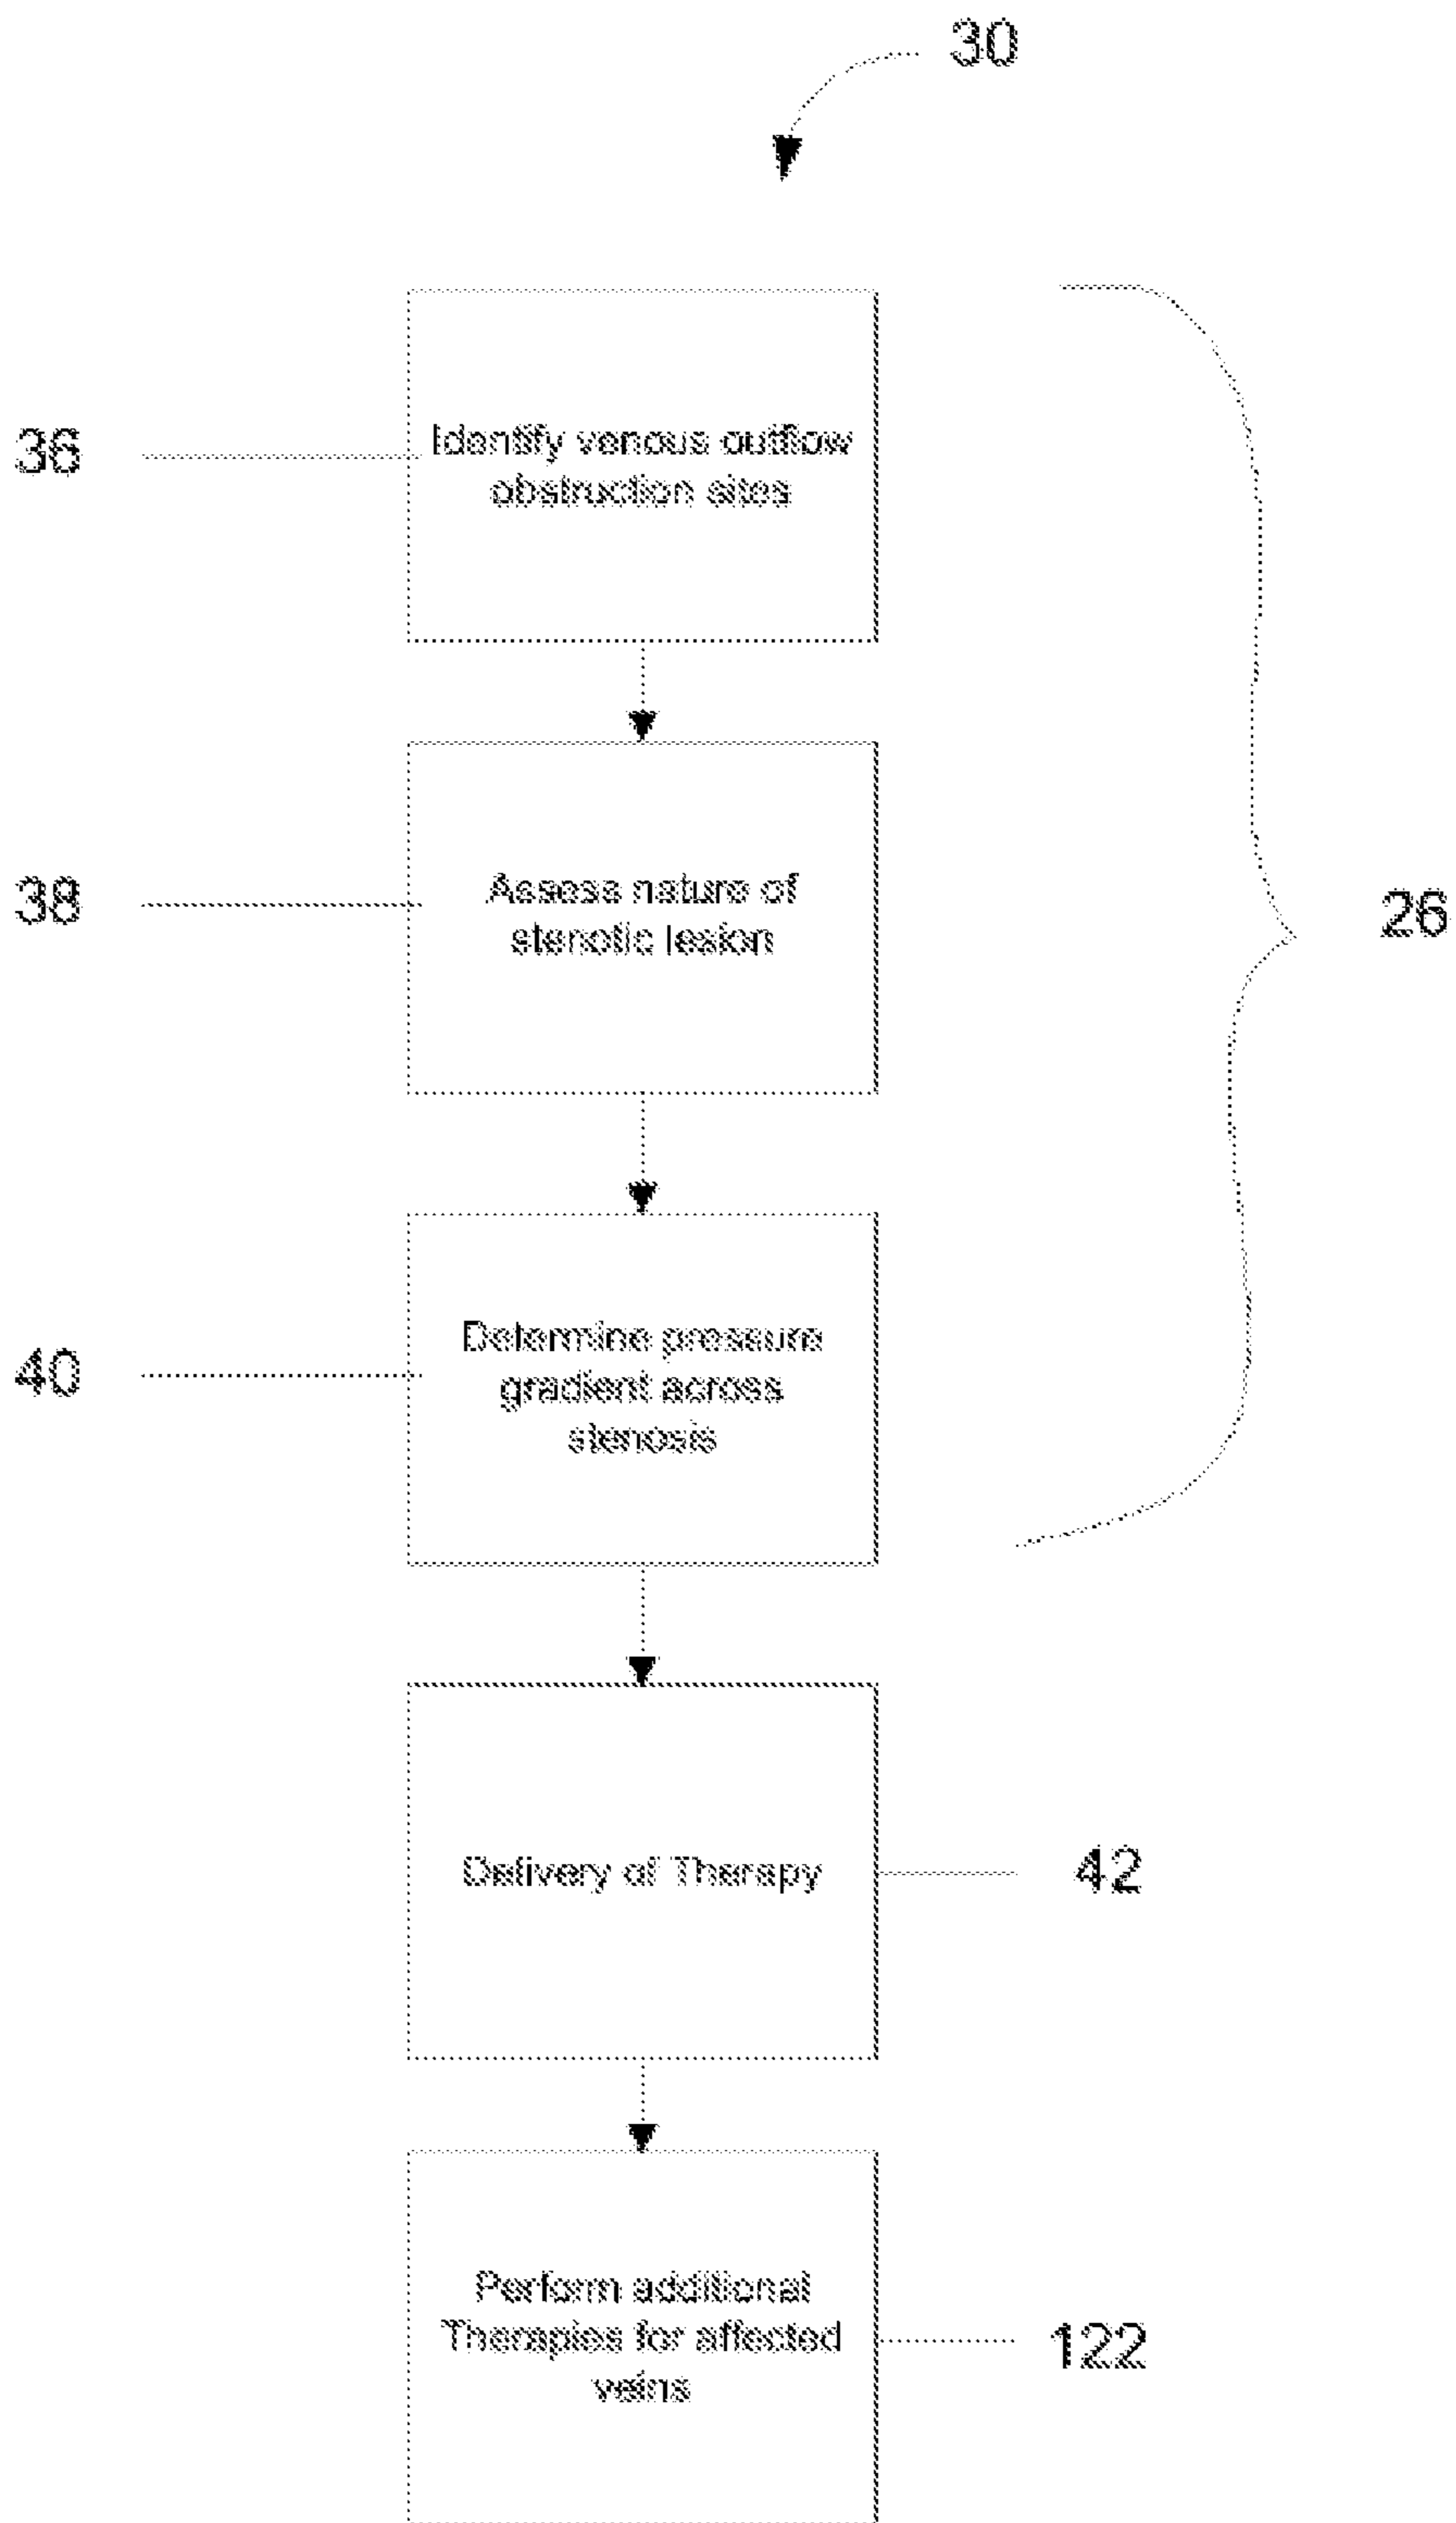 30
36
Identify venous outflow
obstruction sites
38
Assess nature of
stenotic lesion
26
40
Determine pressure
gradient across
stenosis
Delivery of Therapy
42
Perform additional
Therapies for affected
veins
122